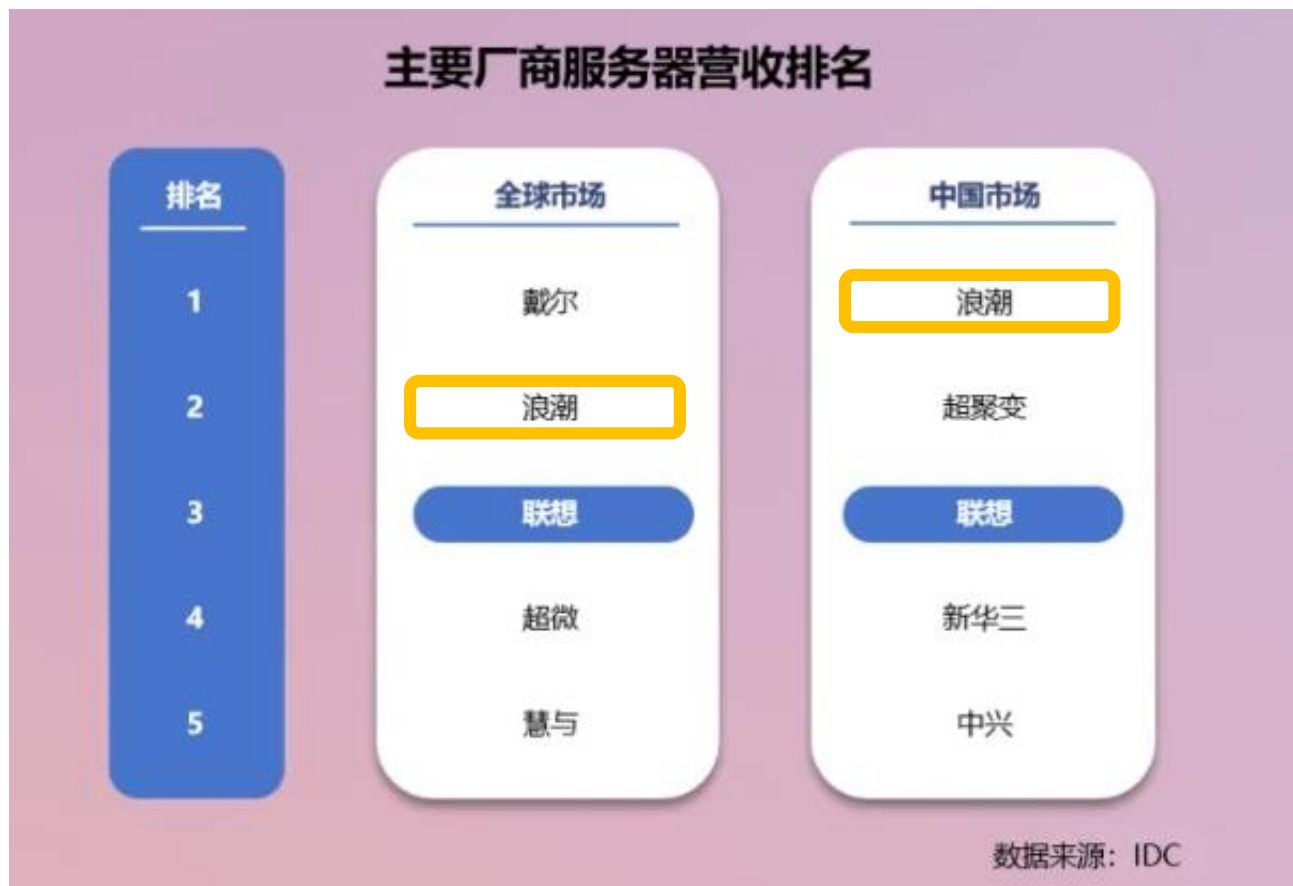 主要厂商服务器营收排名
排名 全球市场 中国市场
1 戴尔 浪潮
2 浪潮 超聚变
3 联想 联想
4 超微 新华三
5 慧与 中兴
数据来源：IDC